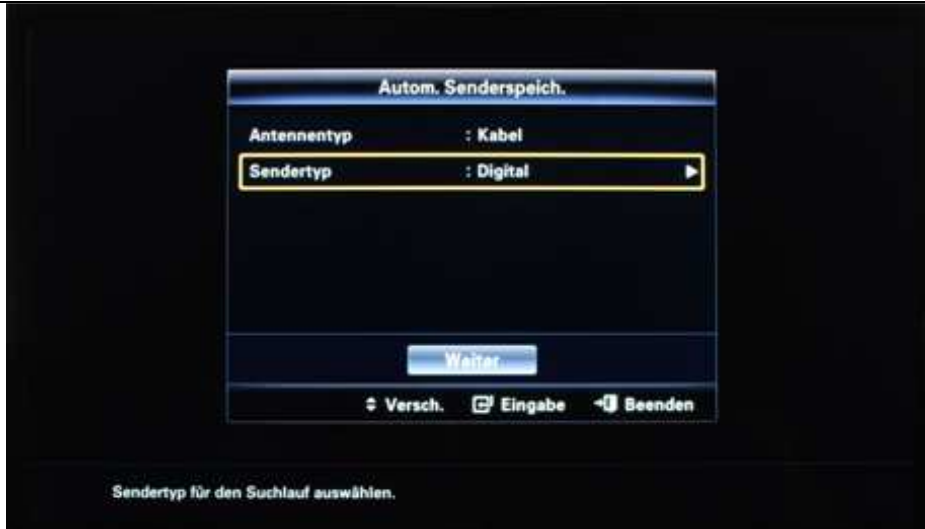 Autom. Senderspeich.
Antennentyp : Kabel
Sendertyp : Digital
Weiter
Versch. Eingabe Beenden
Sendertyp für den Suchlauf auswählen.